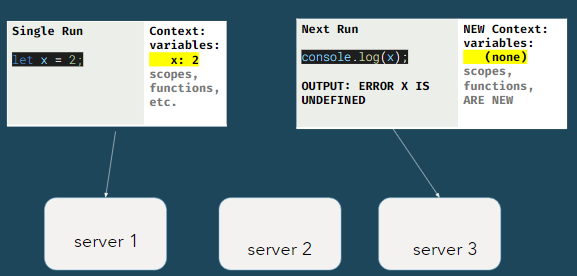 Single Run
let x = 2;
Context:
variables:
x: 2
scopes,
functions,
etc.
Next Run
console.log(x);
OUTPUT: ERROR X IS
UNDEFINED
NEW Context:
variables:
(none)
scopes,
functions,
ARE NEW
server 1
server 2
server 3